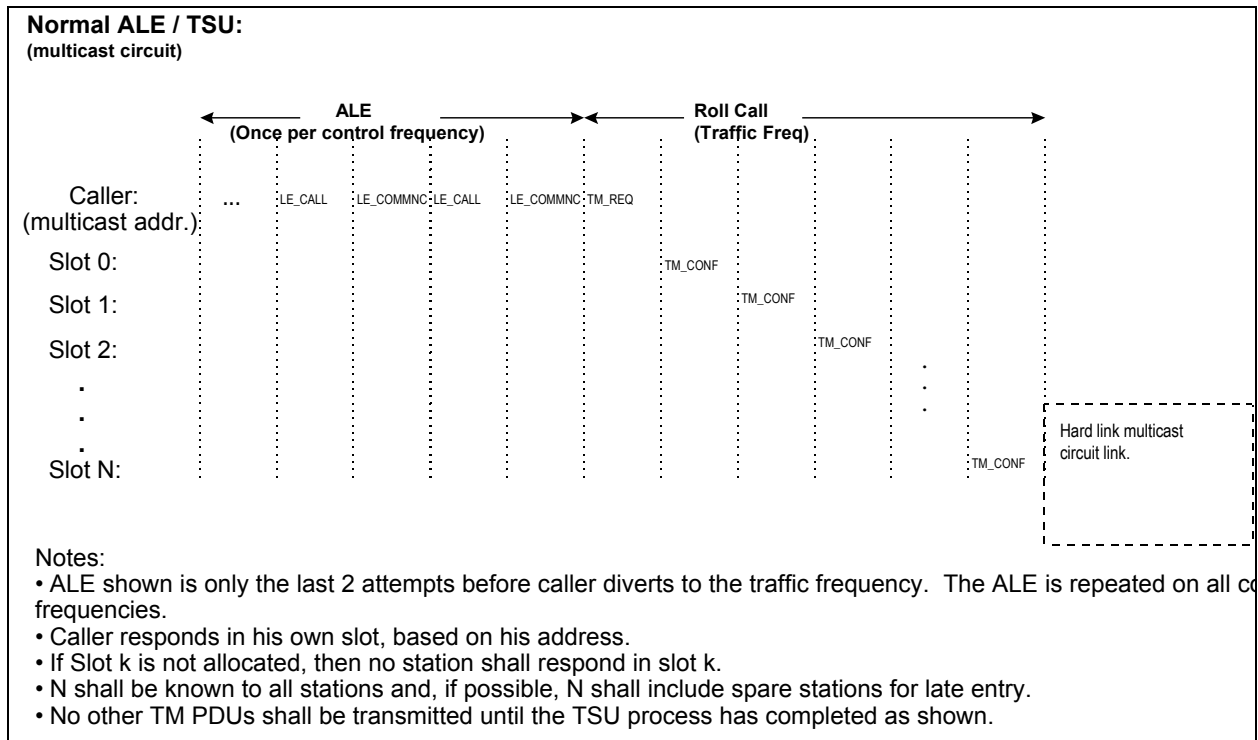 Normal ALE / TSU:
(multicast circuit)
ALE
(Once per control frequency)
Roll Call
(Traffic Freq)
Caller:
(multicast addr.)
... LE_CALL LE_COMMNC LE_CALL LE_COMMNC TM_REQ
Slot 0: TM_CONF
Slot 1: TM_CONF
Slot 2: TM_CONF
.
.
.
.
.
.
Slot N: TM_CONF
Hard link multicast
circuit link.
Notes:
• ALE shown is only the last 2 attempts before caller diverts to the traffic frequency. The ALE is repeated on all
frequencies.
• Caller responds in his own slot, based on his address.
• If Slot k is not allocated, then no station shall respond in slot k.
• N shall be known to all stations and, if possible, N shall include spare stations for late entry.
• No other TM PDUs shall be transmitted until the TSU process has completed as shown.